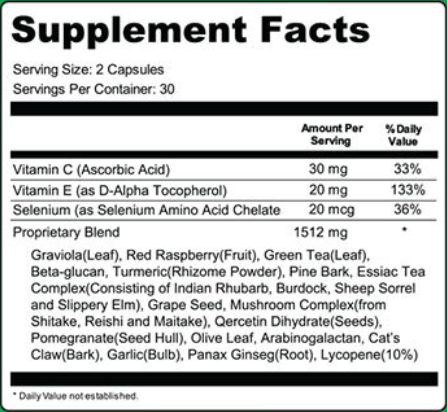 Supplement Facts
Serving Size: 2 Capsules
Servings Per Container: 30
Amount Per Serving % Daily Value
Vitamin C (Ascorbic Acid) 30 mg 33%
Vitamin E (as D-Alpha Tocopherol) 20 mg 133%
Selenium (as Selenium Amino Acid Chelate 20 mcg 36%
Proprietary Blend 1512 mg *
Graviola(Leaf), Red Raspberry(Fruit), Green Tea(Leaf),
Beta-glucan, Turmeric(Rhizome Powder), Pine Bark, Essiac Tea
Complex(Consisting of Indian Rhubarb, Burdock, Sheep Sorrel
and Slippery Elm), Grape Seed, Mushroom Complex(from
Shitake, Reishi and Maitake), Qercetin Dihydrate(Seeds),
Pomegranate(Seed Hull), Olive Leaf, Arabinogalactan, Cat's
Claw(Bark), Garlic(Bulb), Panax Ginseg(Root), Lycopene(10%)
* Daily Value not established.